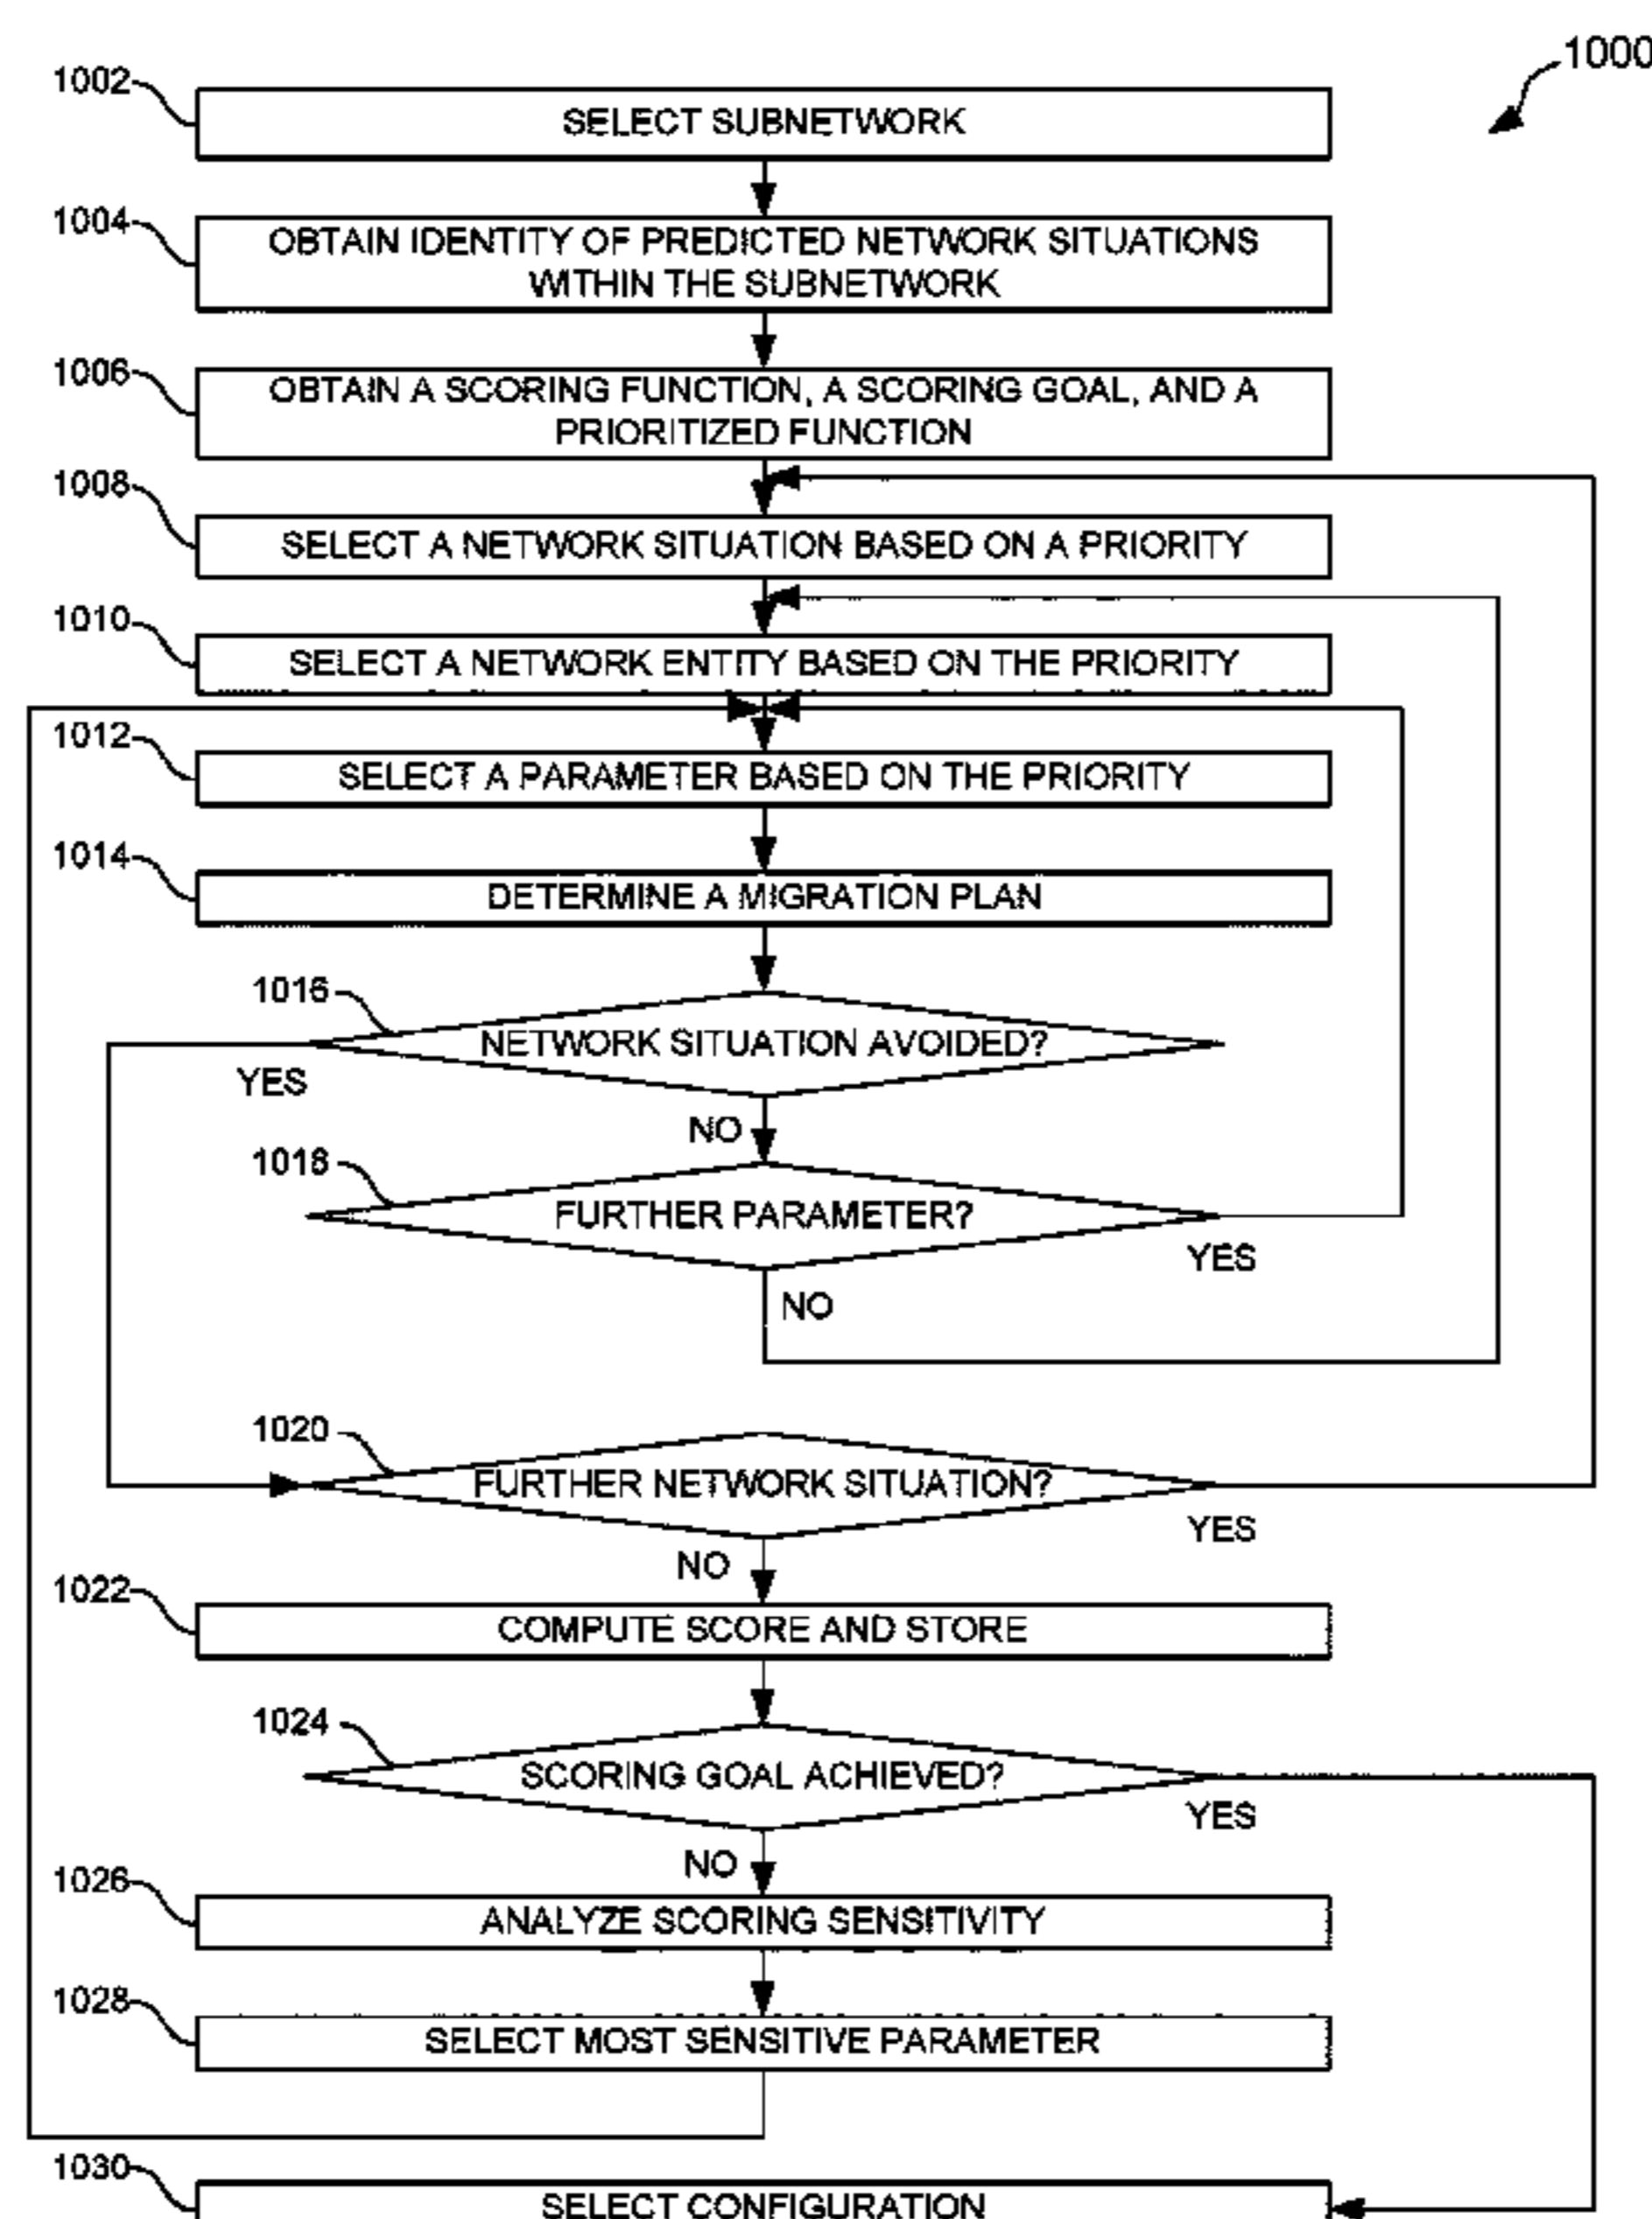 1000
1002
SELECT SUBNETWORK
1004
OBTAIN IDENTITY OF PREDICTED NETWORK SITUATIONS
WITHIN THE SUBNETWORK
1006
OBTAIN A SCORING FUNCTION, A SCORING GOAL, AND A
PRIORITIZED FUNCTION
1008
SELECT A NETWORK SITUATION BASED ON A PRIORITY
1010
SELECT A NETWORK ENTITY BASED ON THE PRIORITY
1012
SELECT A PARAMETER BASED ON THE PRIORITY
1014
DETERMINE A MIGRATION PLAN
1016
NETWORK SITUATION AVOIDED?
YES
NO
1018
FURTHER PARAMETER?
YES
NO
1020
FURTHER NETWORK SITUATION?
YES
NO
1022
COMPUTE SCORE AND STORE
1024
SCORING GOAL ACHIEVED?
YES
NO
1026
ANALYZE SCORING SENSITIVITY
1028
SELECT MOST SENSITIVE PARAMETER
1030
SELECT CONFIGURATION